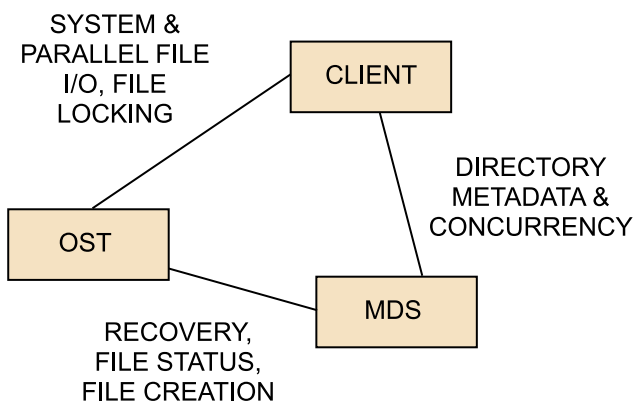 SYSTEM &
PARALLEL FILE
I/O, FILE
LOCKING
CLIENT
DIRECTORY
METADATA &
CONCURRENCY
OST
MDS
RECOVERY,
FILE STATUS,
FILE CREATION